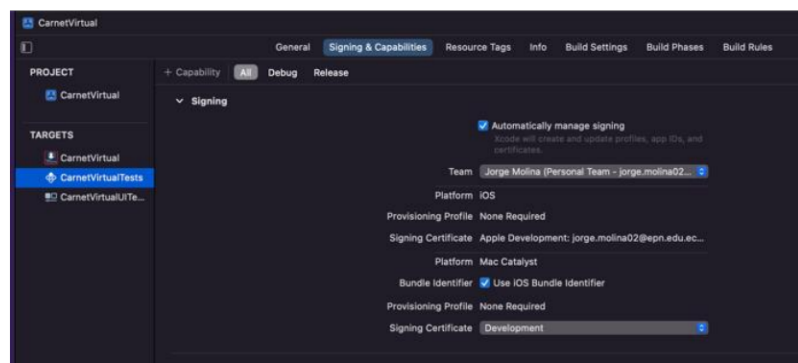 CarnetVirtual
General Signing & Capabilities Resource Tags Info Build Settings Build Phases Build Rules
PROJECT
CarnetVirtual
TARGETS
CarnetVirtual
CarnetVirtualTests
CarnetVirtualUITe...
+ Capability All Debug Release
Signing
Automatically manage signing
Xcode will create and update profiles, app IDs, and
certificates.
Team Jorge Molina (Personal Team - jorge.molina02...
Platform iOS
Provisioning Profile None Required
Signing Certificate Apple Development: jorge.molina02@epn.edu.ec...
Platform Mac Catalyst
Bundle Identifier Use iOS Bundle Identifier
Provisioning Profile None Required
Signing Certificate Development